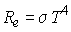 Rₑ = σ T⁴